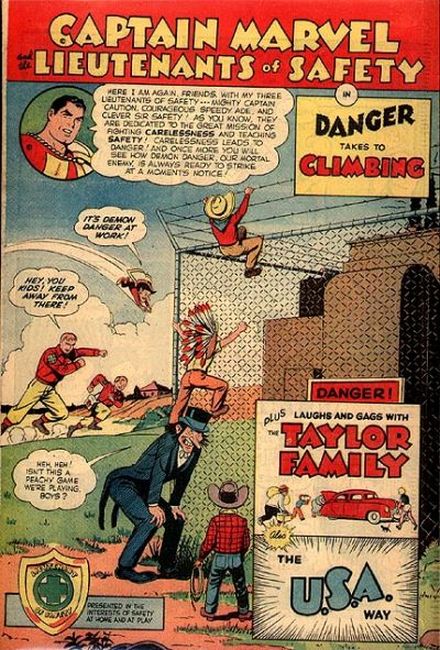 CAPTAIN MARVEL
and the LIEUTENANTS of SAFETY
IN
DANGER
TAKES TO
CLIMBING
HERE I AM AGAIN, FRIENDS, WITH MY THREE
LIEUTENANTS OF SAFETY --- MIGHTY CAPTAIN
CAUTION, COURAGEOUS SPEEDY ADE, AND
CLEVER SIR SAFETY! AS YOU KNOW, THEY
ARE DEDICATED TO THE GREAT MISSION OF
FIGHTING CARELESSNESS AND TEACHING
SAFETY! CARELESSNESS LEADS TO
DANGER! AND ONCE MORE YOU WILL
SEE HOW DEMON DANGER, OUR MORTAL
ENEMY, IS ALWAYS READY TO STRIKE
AT A MOMENT'S NOTICE!
IT'S DEMON
DANGER AT
WORK!
HEY, YOU
KIDS! KEEP
AWAY FROM
THERE!
HEH, HEH!
ISN'T THIS A
PEACHY GAME
WE'RE PLAYING,
BOYS?
DANGER!
PLUS
LAUGHS AND GAGS WITH
THE TAYLOR
FAMILY
Also
THE
U.S.A.
WAY
PRESENTED IN THE
INTERESTS OF SAFETY
AT HOME AND AT PLAY